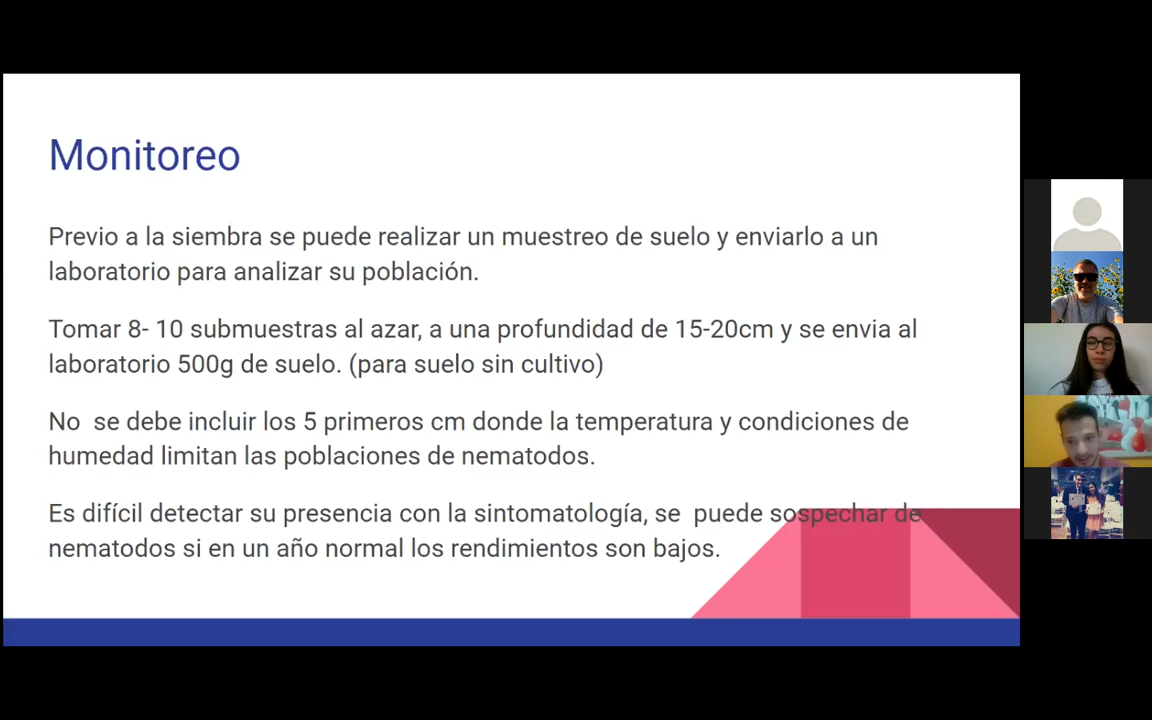 Monitoreo
Previo a la siembra se puede realizar un muestreo de suelo y enviarlo a un
laboratorio para analizar su población.
Tomar 8- 10 submuestras al azar, a una profundidad de 15-20cm y se envia al
laboratorio 500g de suelo. (para suelo sin cultivo)
No  se debe incluir los 5 primeros cm donde la temperatura y condiciones de
humedad limitan las poblaciones de nematodos.
Es difícil detectar su presencia con la sintomatología, se  puede sospechar de
nematodos si en un año normal los rendimientos son bajos.